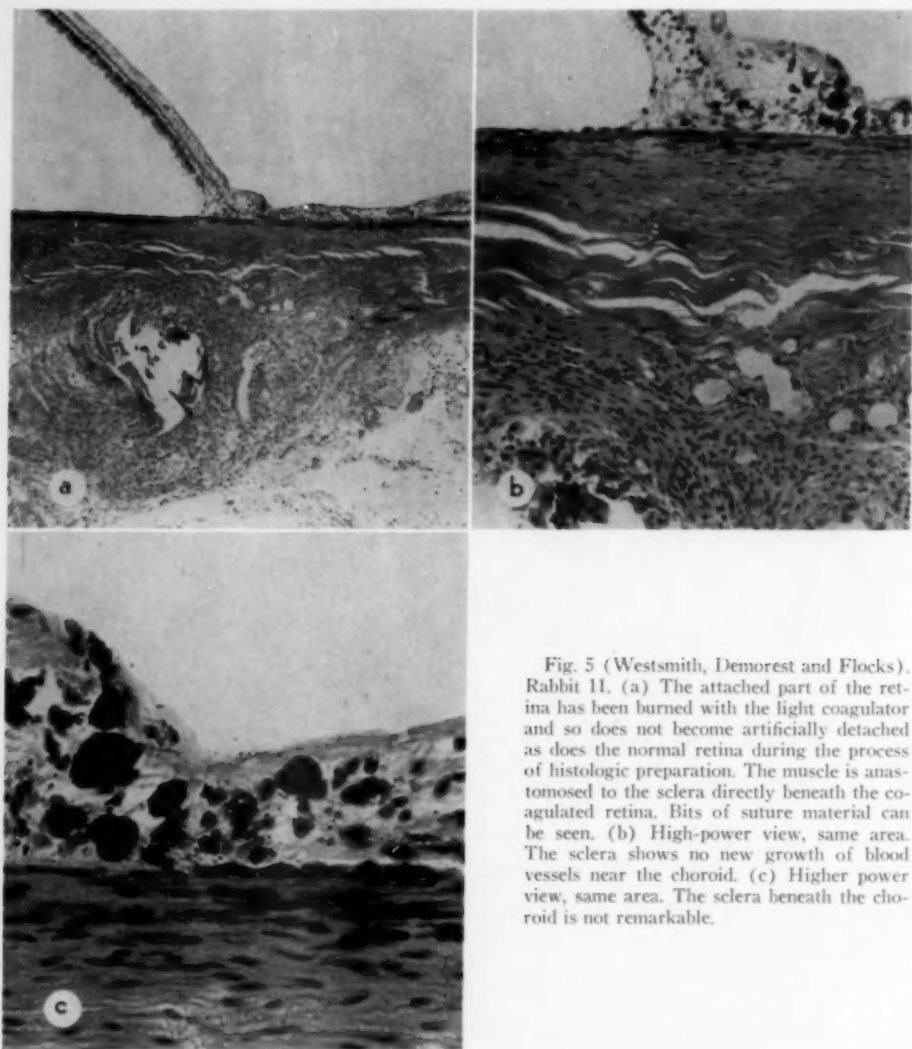 a
b
c
Fig. 5 (Westsmith, Demorest and Flocks).
Rabbit 11. (a) The attached part of the ret-
ina has been burned with the light coagulator
and so does not become artificially detached
as does the normal retina during the process
of histologic preparation. The muscle is anas-
tomosed to the sclera directly beneath the co-
agulated retina. Bits of suture material can
be seen. (b) High-power view, same area.
The sclera shows no new growth of blood
vessels near the choroid. (c) Higher power
view, same area. The sclera beneath the cho-
roid is not remarkable.